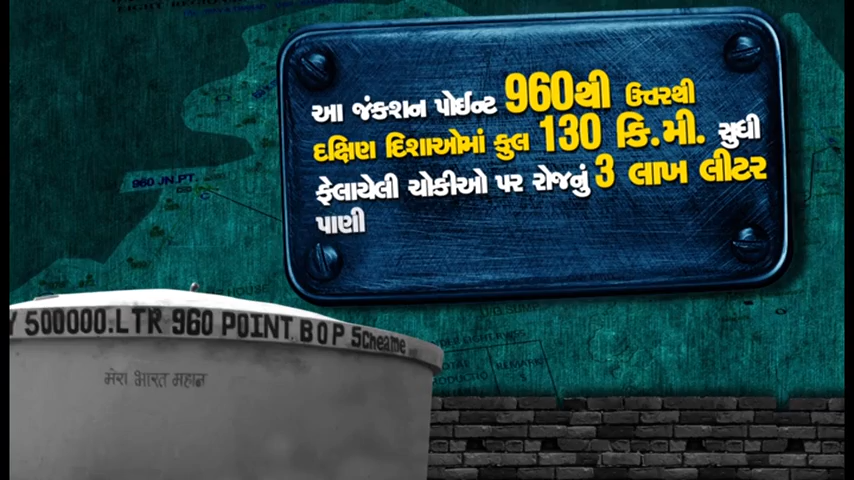 આ જંકશન પોઈન્ટ 960થી ઉત્તરથી
દક્ષિણ દિશાઓમાં કુલ 130 કિ.મી. સુધી
ફેલાયેલી ચોકીઓ પર રોજનું 3 લાખ લીટર
પાણી
960 JN.PT.
Y 500000.LTR 960 POINT B O P Scheame
मेरा भारत महान